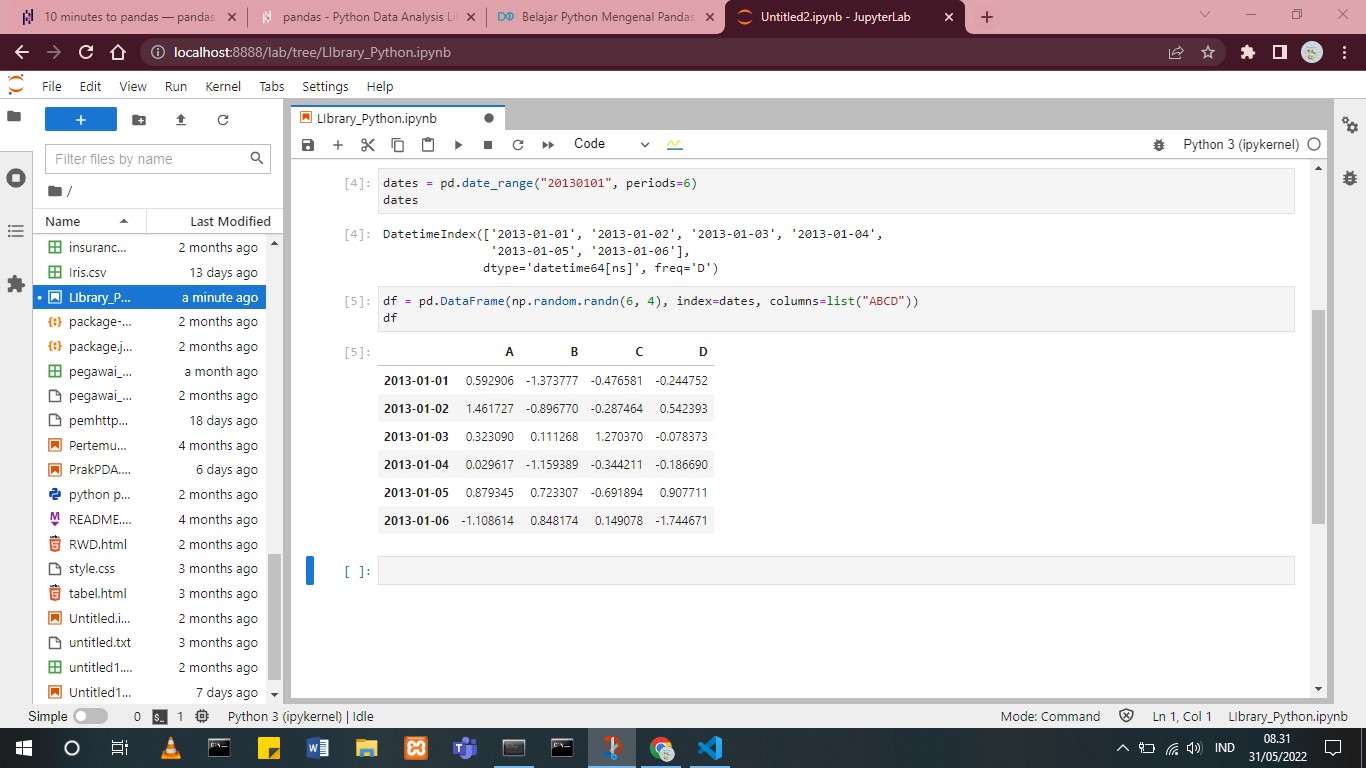 10 minutes to pandas — pandas
pandas - Python Data Analysis Li
Belajar Python Mengenal Pandas
Untitled2.ipynb - JupyterLab
localhost:8888/lab/tree/LIbrary_Python.ipynb
File Edit View Run Kernel Tabs Settings Help
LIbrary_Python.ipynb
Filter files by name
Code
Python 3 (ipykernel)
/
Name Last Modified
insuranc... 2 months ago
Iris.csv 13 days ago
LIbrary_P... a minute ago
package-... 2 months ago
package.j... 2 months ago
pegawai_... a month ago
pegawai_... 2 months ago
pemhttp... 18 days ago
Pertemu... 4 months ago
PrakPDA.... 6 days ago
python p... 2 months ago
README.... 4 months ago
RWD.html 2 months ago
style.css 3 months ago
tabel.html 3 months ago
Untitled.i... 2 months ago
untitled.txt 3 months ago
untitled1.... 2 months ago
Untitled1... 7 days ago
[4]: dates = pd.date_range("20130101", periods=6)
dates
[4]: DatetimeIndex(['2013-01-01', '2013-01-02', '2013-01-03', '2013-01-04',
'2013-01-05', '2013-01-06'],
dtype='datetime64[ns]', freq='D')
[5]: df = pd.DataFrame(np.random.randn(6, 4), index=dates, columns=list("ABCD"))
df
[5]: A B C D
2013-01-01 0.592906 -1.373777 -0.476581 -0.244752
2013-01-02 1.461727 -0.896770 -0.287464 0.542393
2013-01-03 0.323090 0.111268 1.270370 -0.078373
2013-01-04 0.029617 -1.159389 -0.344211 -0.186690
2013-01-05 0.879345 0.723307 -0.691894 0.907711
2013-01-06 -1.108614 0.848174 0.149078 -1.744671
[ ]:
Simple 0 1 Python 3 (ipykernel) | Idle
Mode: Command Ln 1, Col 1 LIbrary_Python.ipynb
IND
08.31
31/05/2022